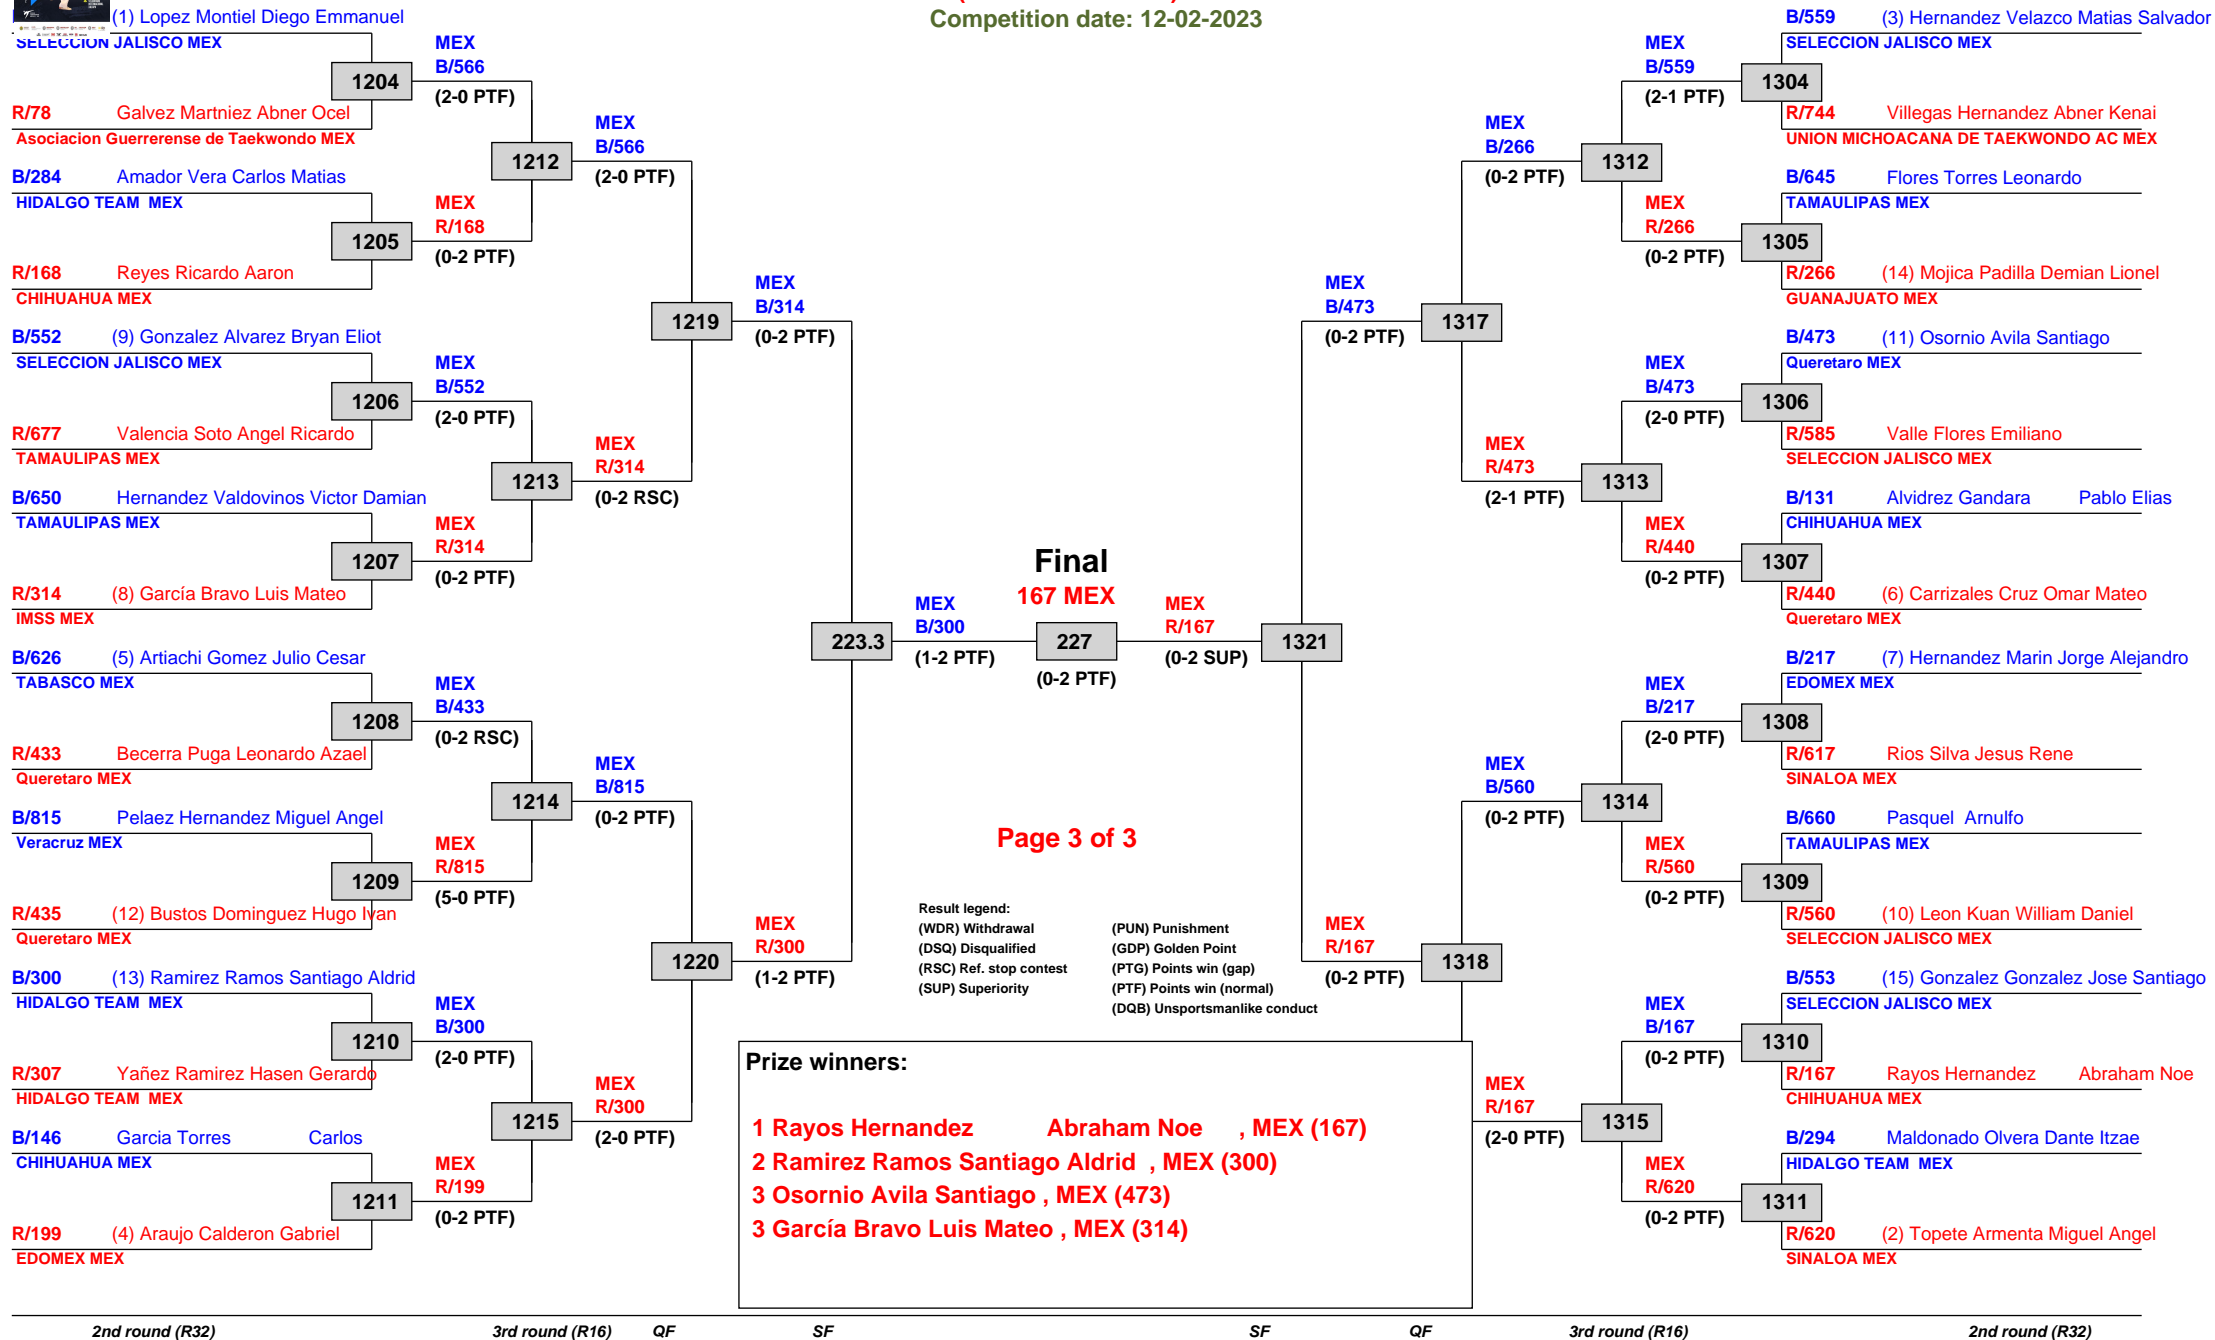 Competition date: 12-02-2023
(1) Lopez Montiel Diego Emmanuel
SELECCION JALISCO MEX
1204
R/78 Galvez Martniez Abner Ocel
Asociacion Guerrerense de Taekwondo MEX
B/284 Amador Vera Carlos Matias
HIDALGO TEAM MEX
1205
R/168 Reyes Ricardo Aaron
CHIHUAHUA MEX
B/552 (9) Gonzalez Alvarez Bryan Eliot
SELECCION JALISCO MEX
1206
R/677 Valencia Soto Angel Ricardo
TAMAULIPAS MEX
B/650 Hernandez Valdovinos Victor Damian
TAMAULIPAS MEX
1207
R/314 (8) García Bravo Luis Mateo
IMSS MEX
B/626 (5) Artiachi Gomez Julio Cesar
TABASCO MEX
1208
R/433 Becerra Puga Leonardo Azael
Queretaro MEX
B/815 Pelaez Hernandez Miguel Angel
Veracruz MEX
1209
R/435 (12) Bustos Dominguez Hugo Ivan
Queretaro MEX
B/300 (13) Ramirez Ramos Santiago Aldrid
HIDALGO TEAM MEX
1210
R/307 Yañez Ramirez Hasen Gerardo
HIDALGO TEAM MEX
B/146 Garcia Torres Carlos
CHIHUAHUA MEX
1211
R/199 (4) Araujo Calderon Gabriel
EDOMEX MEX
MEX
B/566
(2-0 PTF)
1212
MEX
R/168
(0-2 PTF)
MEX
B/552
(2-0 PTF)
1213
MEX
R/314
(0-2 PTF)
MEX
B/433
(0-2 RSC)
1214
MEX
R/815
(5-0 PTF)
MEX
B/300
(2-0 PTF)
1215
MEX
R/199
(0-2 PTF)
MEX
B/566
(2-0 PTF)
1219
MEX
R/314
(0-2 RSC)
MEX
B/815
(0-2 PTF)
1220
MEX
R/300
(2-0 PTF)
MEX
B/314
(0-2 PTF)
223.3
MEX
R/300
(1-2 PTF)
MEX
B/300
(1-2 PTF)
Final
167 MEX
227
(0-2 PTF)
MEX
R/167
(0-2 SUP)
1321
MEX
B/473
(0-2 PTF)
MEX
R/167
(0-2 PTF)
1317
1318
MEX
B/266
(0-2 PTF)
MEX
R/473
(2-1 PTF)
MEX
B/560
(0-2 PTF)
MEX
R/167
(2-0 PTF)
1312
1313
1314
1315
MEX
B/559
(2-1 PTF)
MEX
R/266
(0-2 PTF)
MEX
B/473
(2-0 PTF)
MEX
R/440
(0-2 PTF)
MEX
B/217
(2-0 PTF)
MEX
R/560
(0-2 PTF)
MEX
B/167
(0-2 PTF)
MEX
R/620
(0-2 PTF)
B/559 (3) Hernandez Velazco Matias Salvador
SELECCION JALISCO MEX
1304
R/744 Villegas Hernandez Abner Kenai
UNION MICHOACANA DE TAEKWONDO AC MEX
B/645 Flores Torres Leonardo
TAMAULIPAS MEX
1305
R/266 (14) Mojica Padilla Demian Lionel
GUANAJUATO MEX
B/473 (11) Osornio Avila Santiago
Queretaro MEX
1306
R/585 Valle Flores Emiliano
SELECCION JALISCO MEX
B/131 Alvidrez Gandara Pablo Elias
CHIHUAHUA MEX
1307
R/440 (6) Carrizales Cruz Omar Mateo
Queretaro MEX
B/217 (7) Hernandez Marin Jorge Alejandro
EDOMEX MEX
1308
R/617 Rios Silva Jesus Rene
SINALOA MEX
B/660 Pasquel Arnulfo
TAMAULIPAS MEX
1309
R/560 (10) Leon Kuan William Daniel
SELECCION JALISCO MEX
B/553 (15) Gonzalez Gonzalez Jose Santiago
SELECCION JALISCO MEX
1310
R/167 Rayos Hernandez Abraham Noe
CHIHUAHUA MEX
B/294 Maldonado Olvera Dante Itzae
HIDALGO TEAM MEX
1311
R/620 (2) Topete Armenta Miguel Angel
SINALOA MEX
Page 3 of 3
Result legend:
(WDR) Withdrawal (PUN) Punishment
(DSQ) Disqualified (GDP) Golden Point
(RSC) Ref. stop contest (PTG) Points win (gap)
(SUP) Superiority (PTF) Points win (normal)
(DQB) Unsportsmanlike conduct
Prize winners:
1 Rayos Hernandez Abraham Noe , MEX (167)
2 Ramirez Ramos Santiago Aldrid , MEX (300)
3 Osornio Avila Santiago , MEX (473)
3 García Bravo Luis Mateo , MEX (314)
2nd round (R32) 3rd round (R16) QF SF SF QF 3rd round (R16) 2nd round (R32)